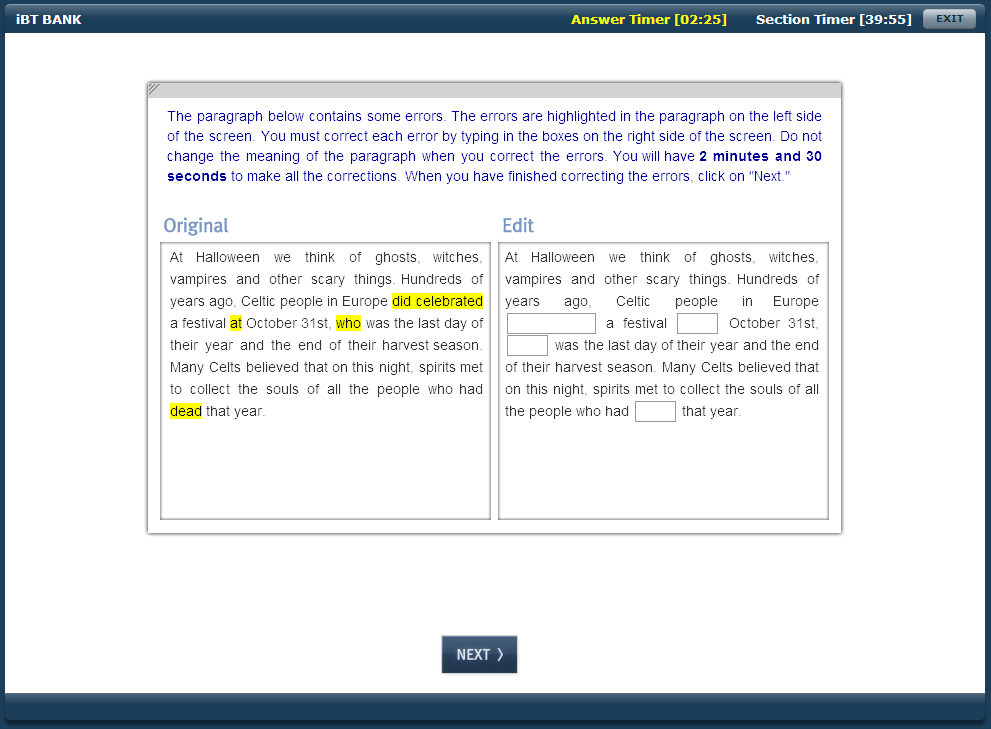 iBT BANK
Answer Timer [02:25] Section Timer [39:55] EXIT
The paragraph below contains some errors. The errors are highlighted in the paragraph on the left side
of the screen. You must correct each error by typing in the boxes on the right side of the screen. Do not
change the meaning of the paragraph when you correct the errors. You will have 2 minutes and 30
seconds to make all the corrections. When you have finished correcting the errors, click on "Next."
Original
At Halloween we think of ghosts, witches,
vampires and other scary things. Hundreds of
years ago, Celtic people in Europe did celebrated
a festival at October 31st, who was the last day of
their year and the end of their harvest season.
Many Celts believed that on this night, spirits met
to collect the souls of all the people who had
dead that year.
Edit
At Halloween we think of ghosts, witches,
vampires and other scary things. Hundreds of
years ago, Celtic people in Europe
a festival October 31st,
was the last day of their year and the end
of their harvest season. Many Celts believed that
on this night, spirits met to collect the souls of all
the people who had that year.
NEXT >